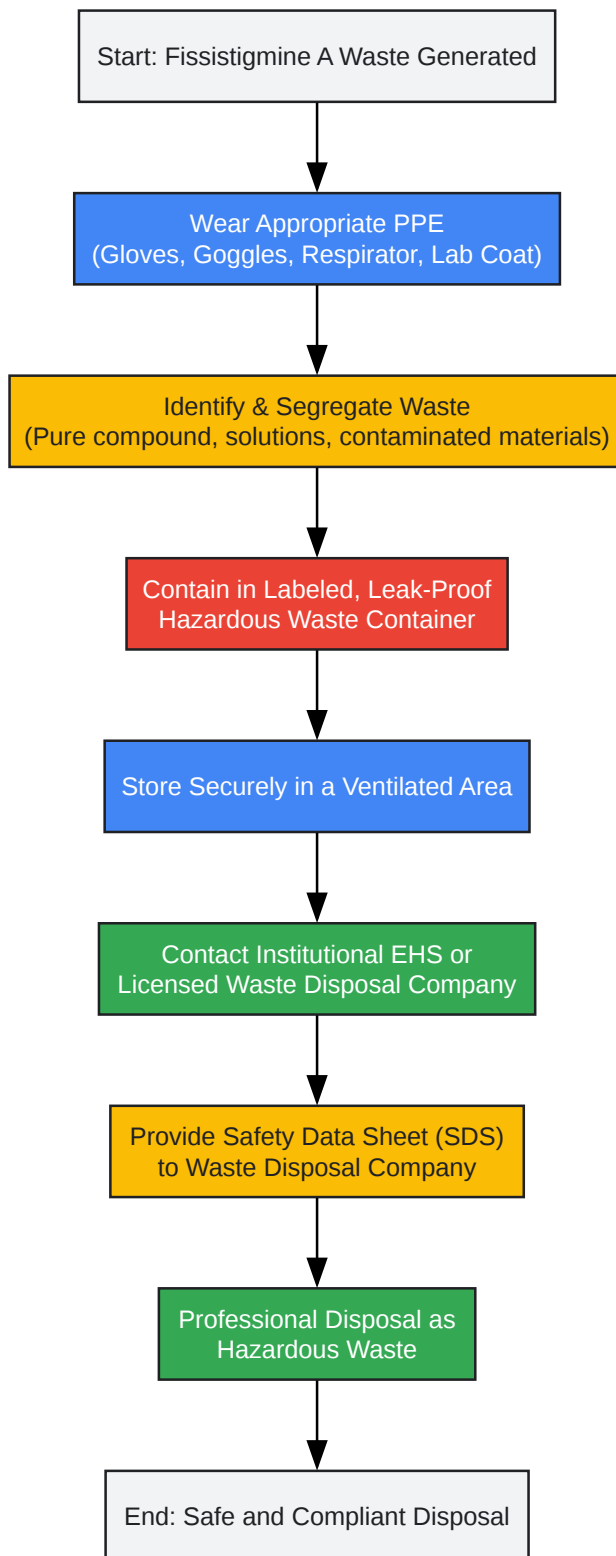 Start: Fissistigmine A Waste Generated
Wear Appropriate PPE
(Gloves, Goggles, Respirator, Lab Coat)
Identify & Segregate Waste
(Pure compound, solutions, contaminated materials)
Contain in Labeled, Leak-Proof
Hazardous Waste Container
Store Securely in a Ventilated Area
Contact Institutional EHS or
Licensed Waste Disposal Company
Provide Safety Data Sheet (SDS)
to Waste Disposal Company
Professional Disposal as
Hazardous Waste
End: Safe and Compliant Disposal